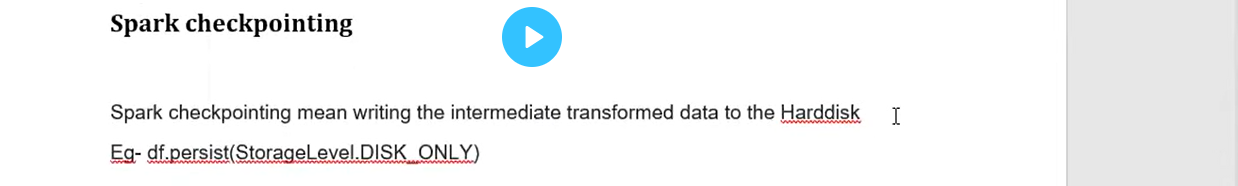 Spark checkpointing
Spark checkpointing mean writing the intermediate transformed data to the Harddisk
Eg- df.persist(StorageLevel.DISK_ONLY)